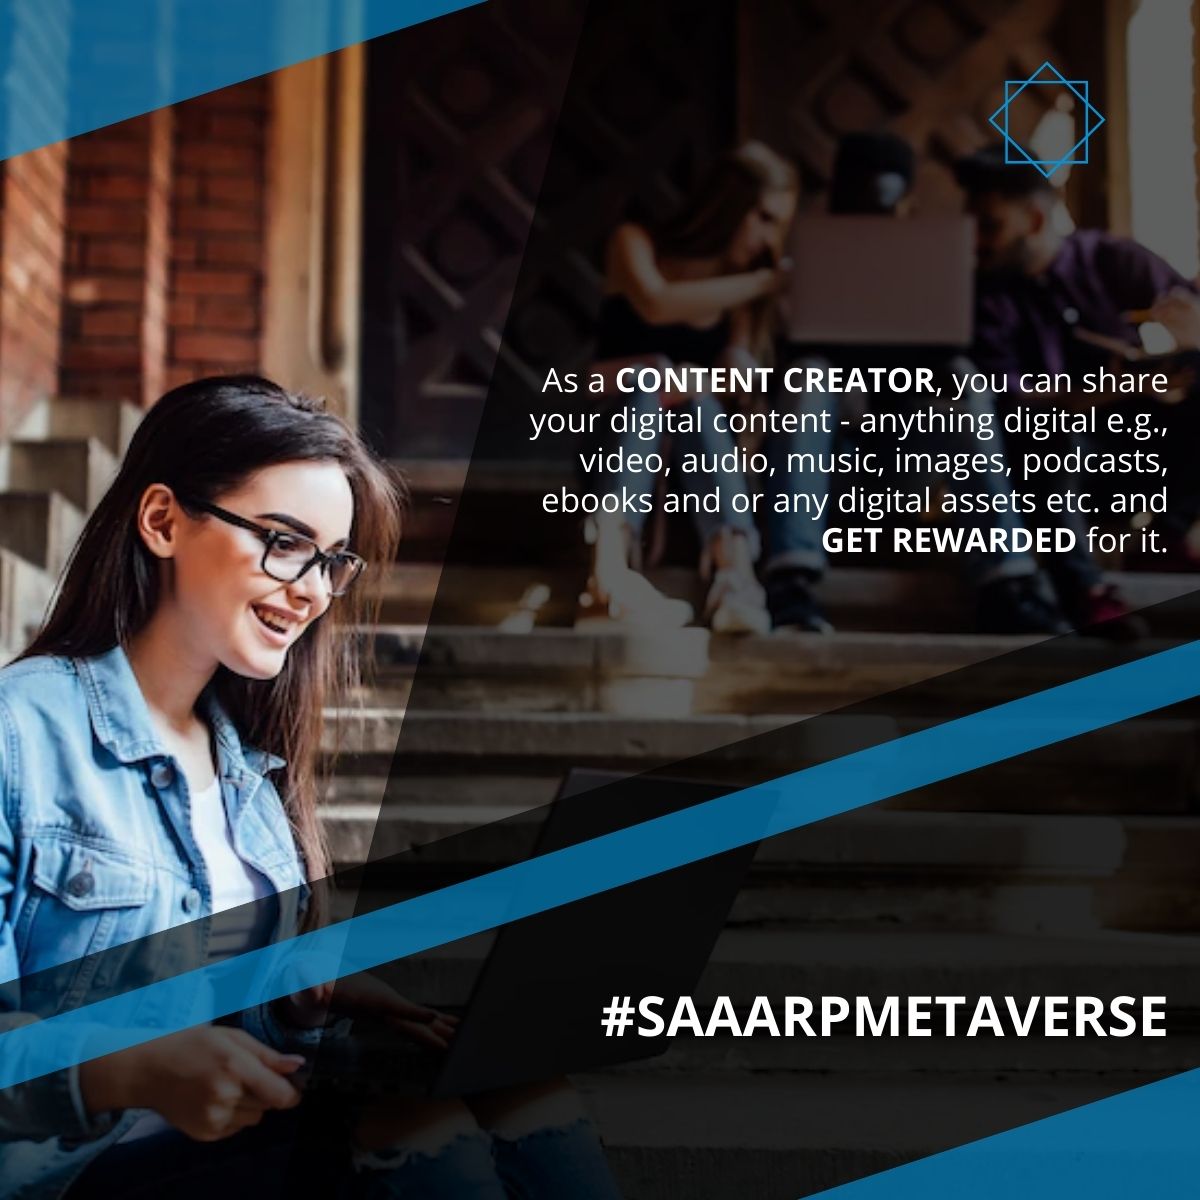 As a CONTENT CREATOR, you can share
your digital content - anything digital e.g.,
video, audio, music, images, podcasts,
ebooks and or any digital assets etc. and
GET REWARDED for it.
#SAAARPMETAVERSE